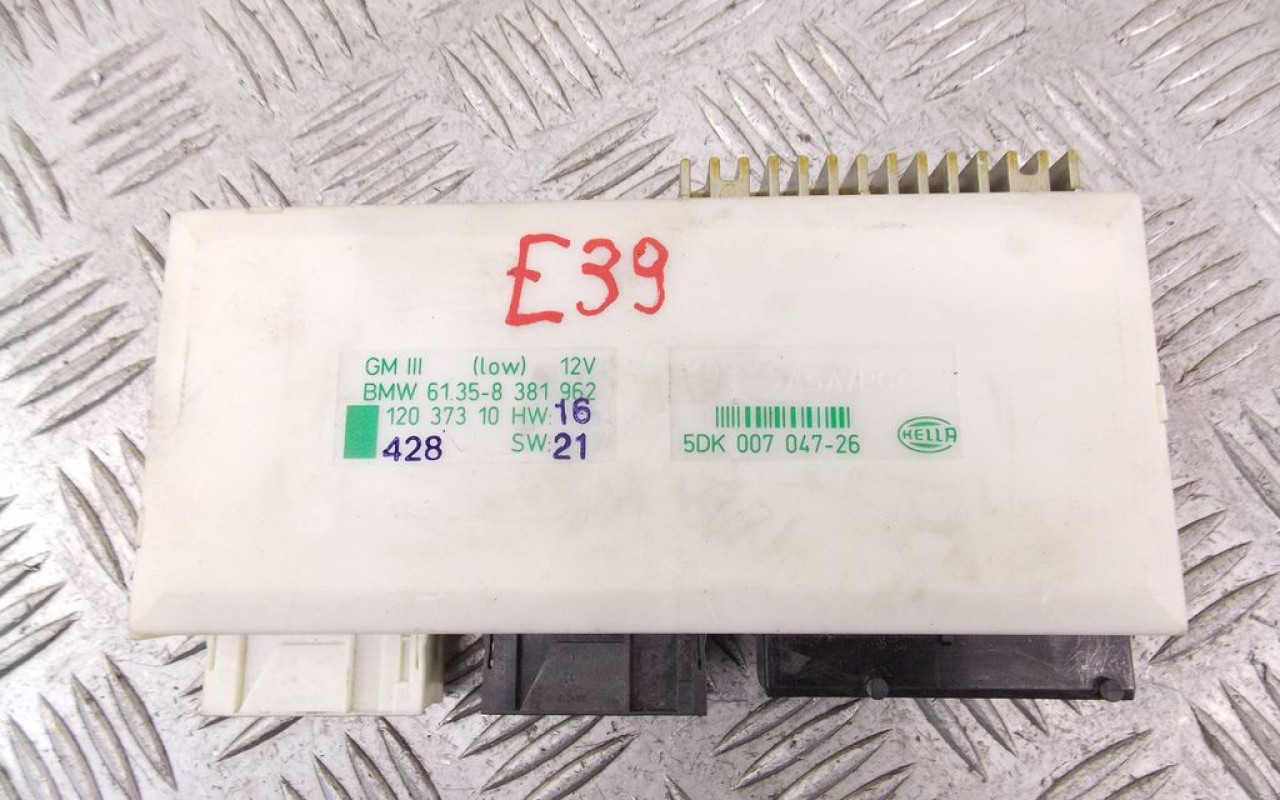 E39
GM III (low) 12V
BMW 61.35-8 381 962
120 373 10 HW: 16
428 SW: 21
5DK 007 047-26
HELLA